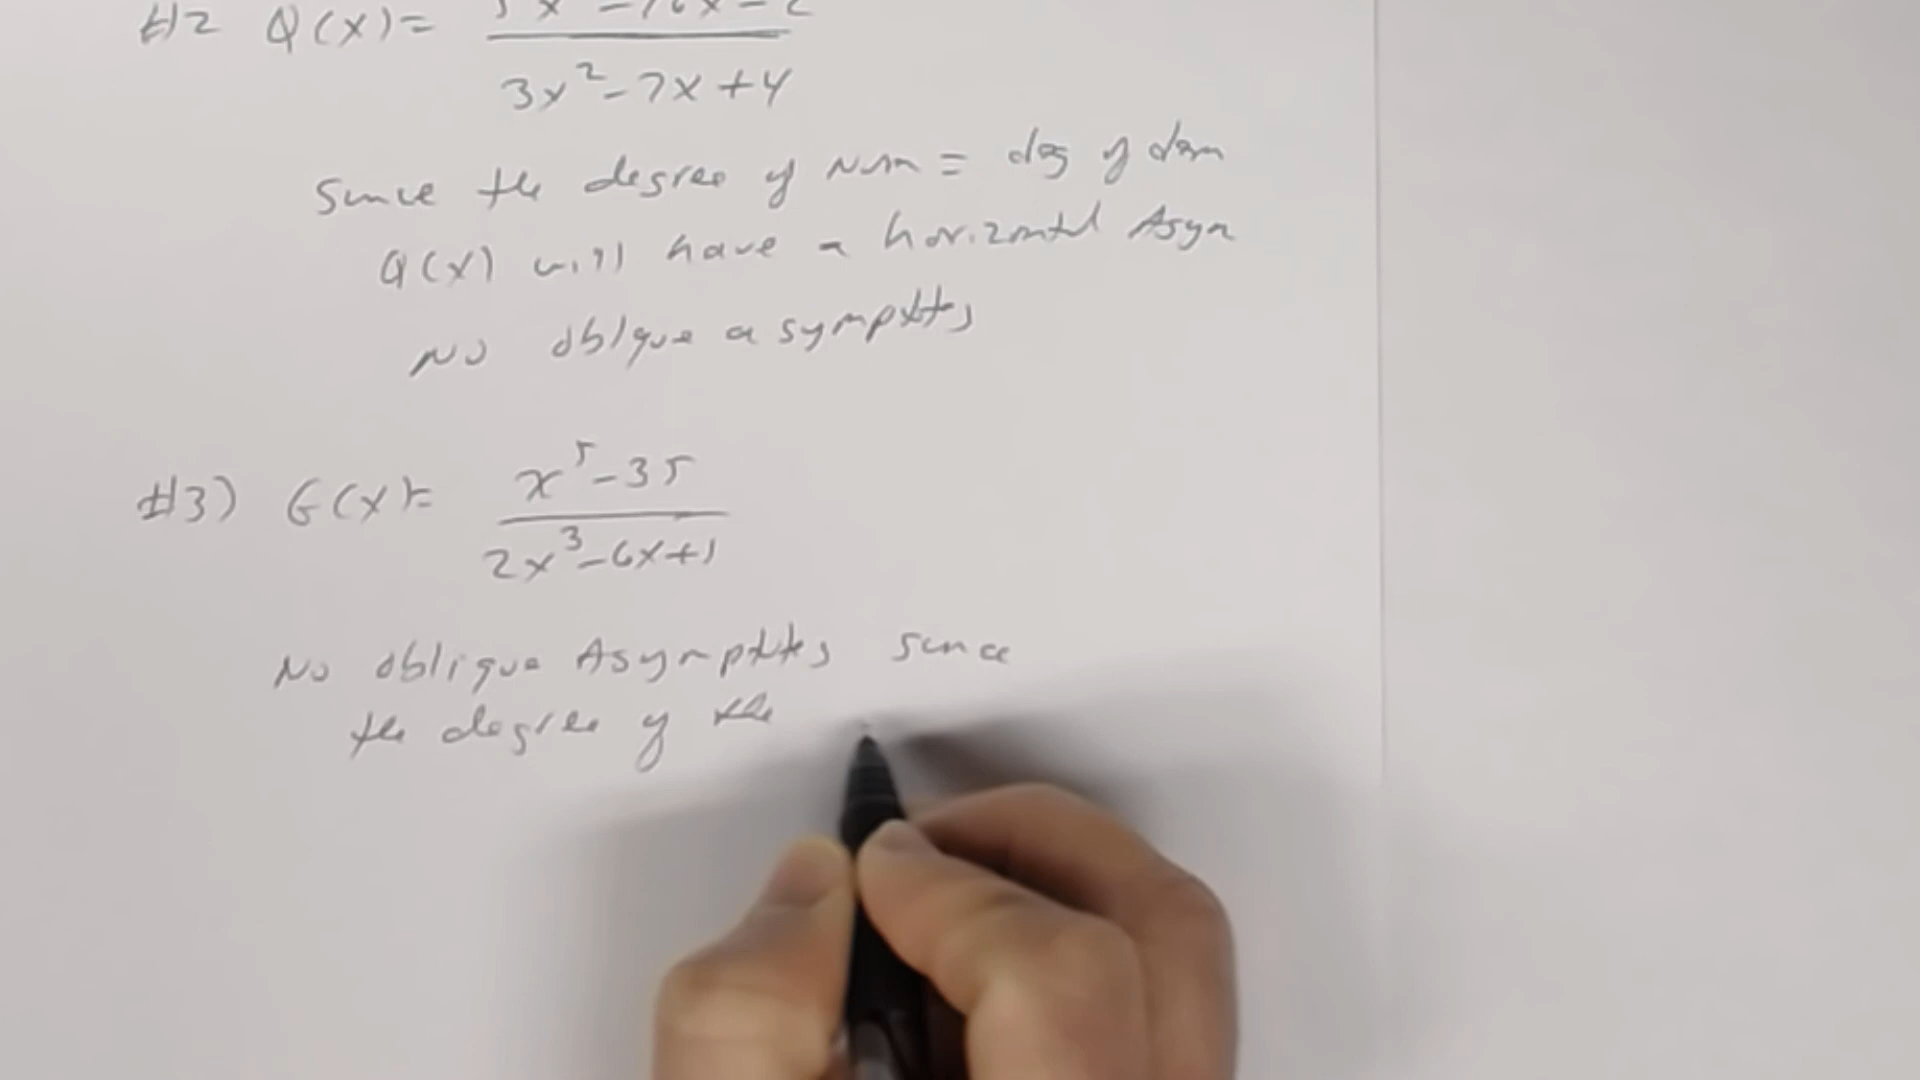 #2 Q(x)=
3x²-7x+4
Since the degree of Num = deg of dem
Q(x) will have a horizontal Asym
No oblique asymptotes
#3) G(x)= x⁵-35
2x³-6x+1
No oblique Asymptotes since
the degree of the